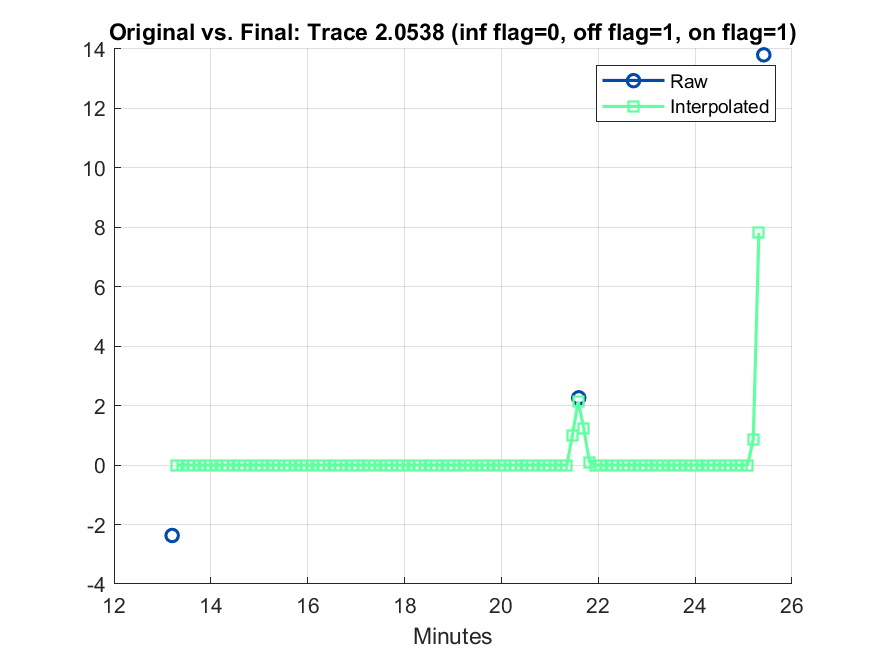 Original vs. Final: Trace 2.0538 (inf flag=0, off flag=1, on flag=1)
14
12
10
8
6
4
2
0
-2
-4
Raw
Interpolated
12 14 16 18 20 22 24 26
Minutes